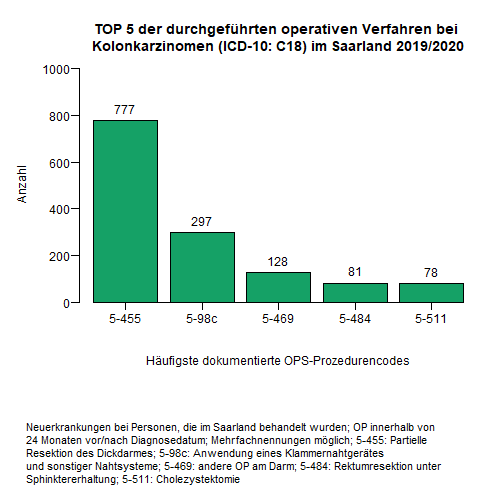 TOP 5 der durchgeführten operativen Verfahren bei
Kolonkarzinomen (ICD-10: C18) im Saarland 2019/2020
1000
800
600
400
200
0
Anzahl
777
297
128
81
78
5-455
5-98c
5-469
5-484
5-511
Häufigste dokumentierte OPS-Prozedurencodes
Neuerkrankungen bei Personen, die im Saarland behandelt wurden; OP innerhalb von
24 Monaten vor/nach Diagnosedatum; Mehrfachnennungen möglich; 5-455: Partielle
Resektion des Dickdarmes; 5-98c: Anwendung eines Klammernahtgerätes
und sonstiger Nahtsysteme; 5-469: andere OP am Darm; 5-484: Rektumresektion unter
Sphinktererhaltung; 5-511: Cholezystektomie